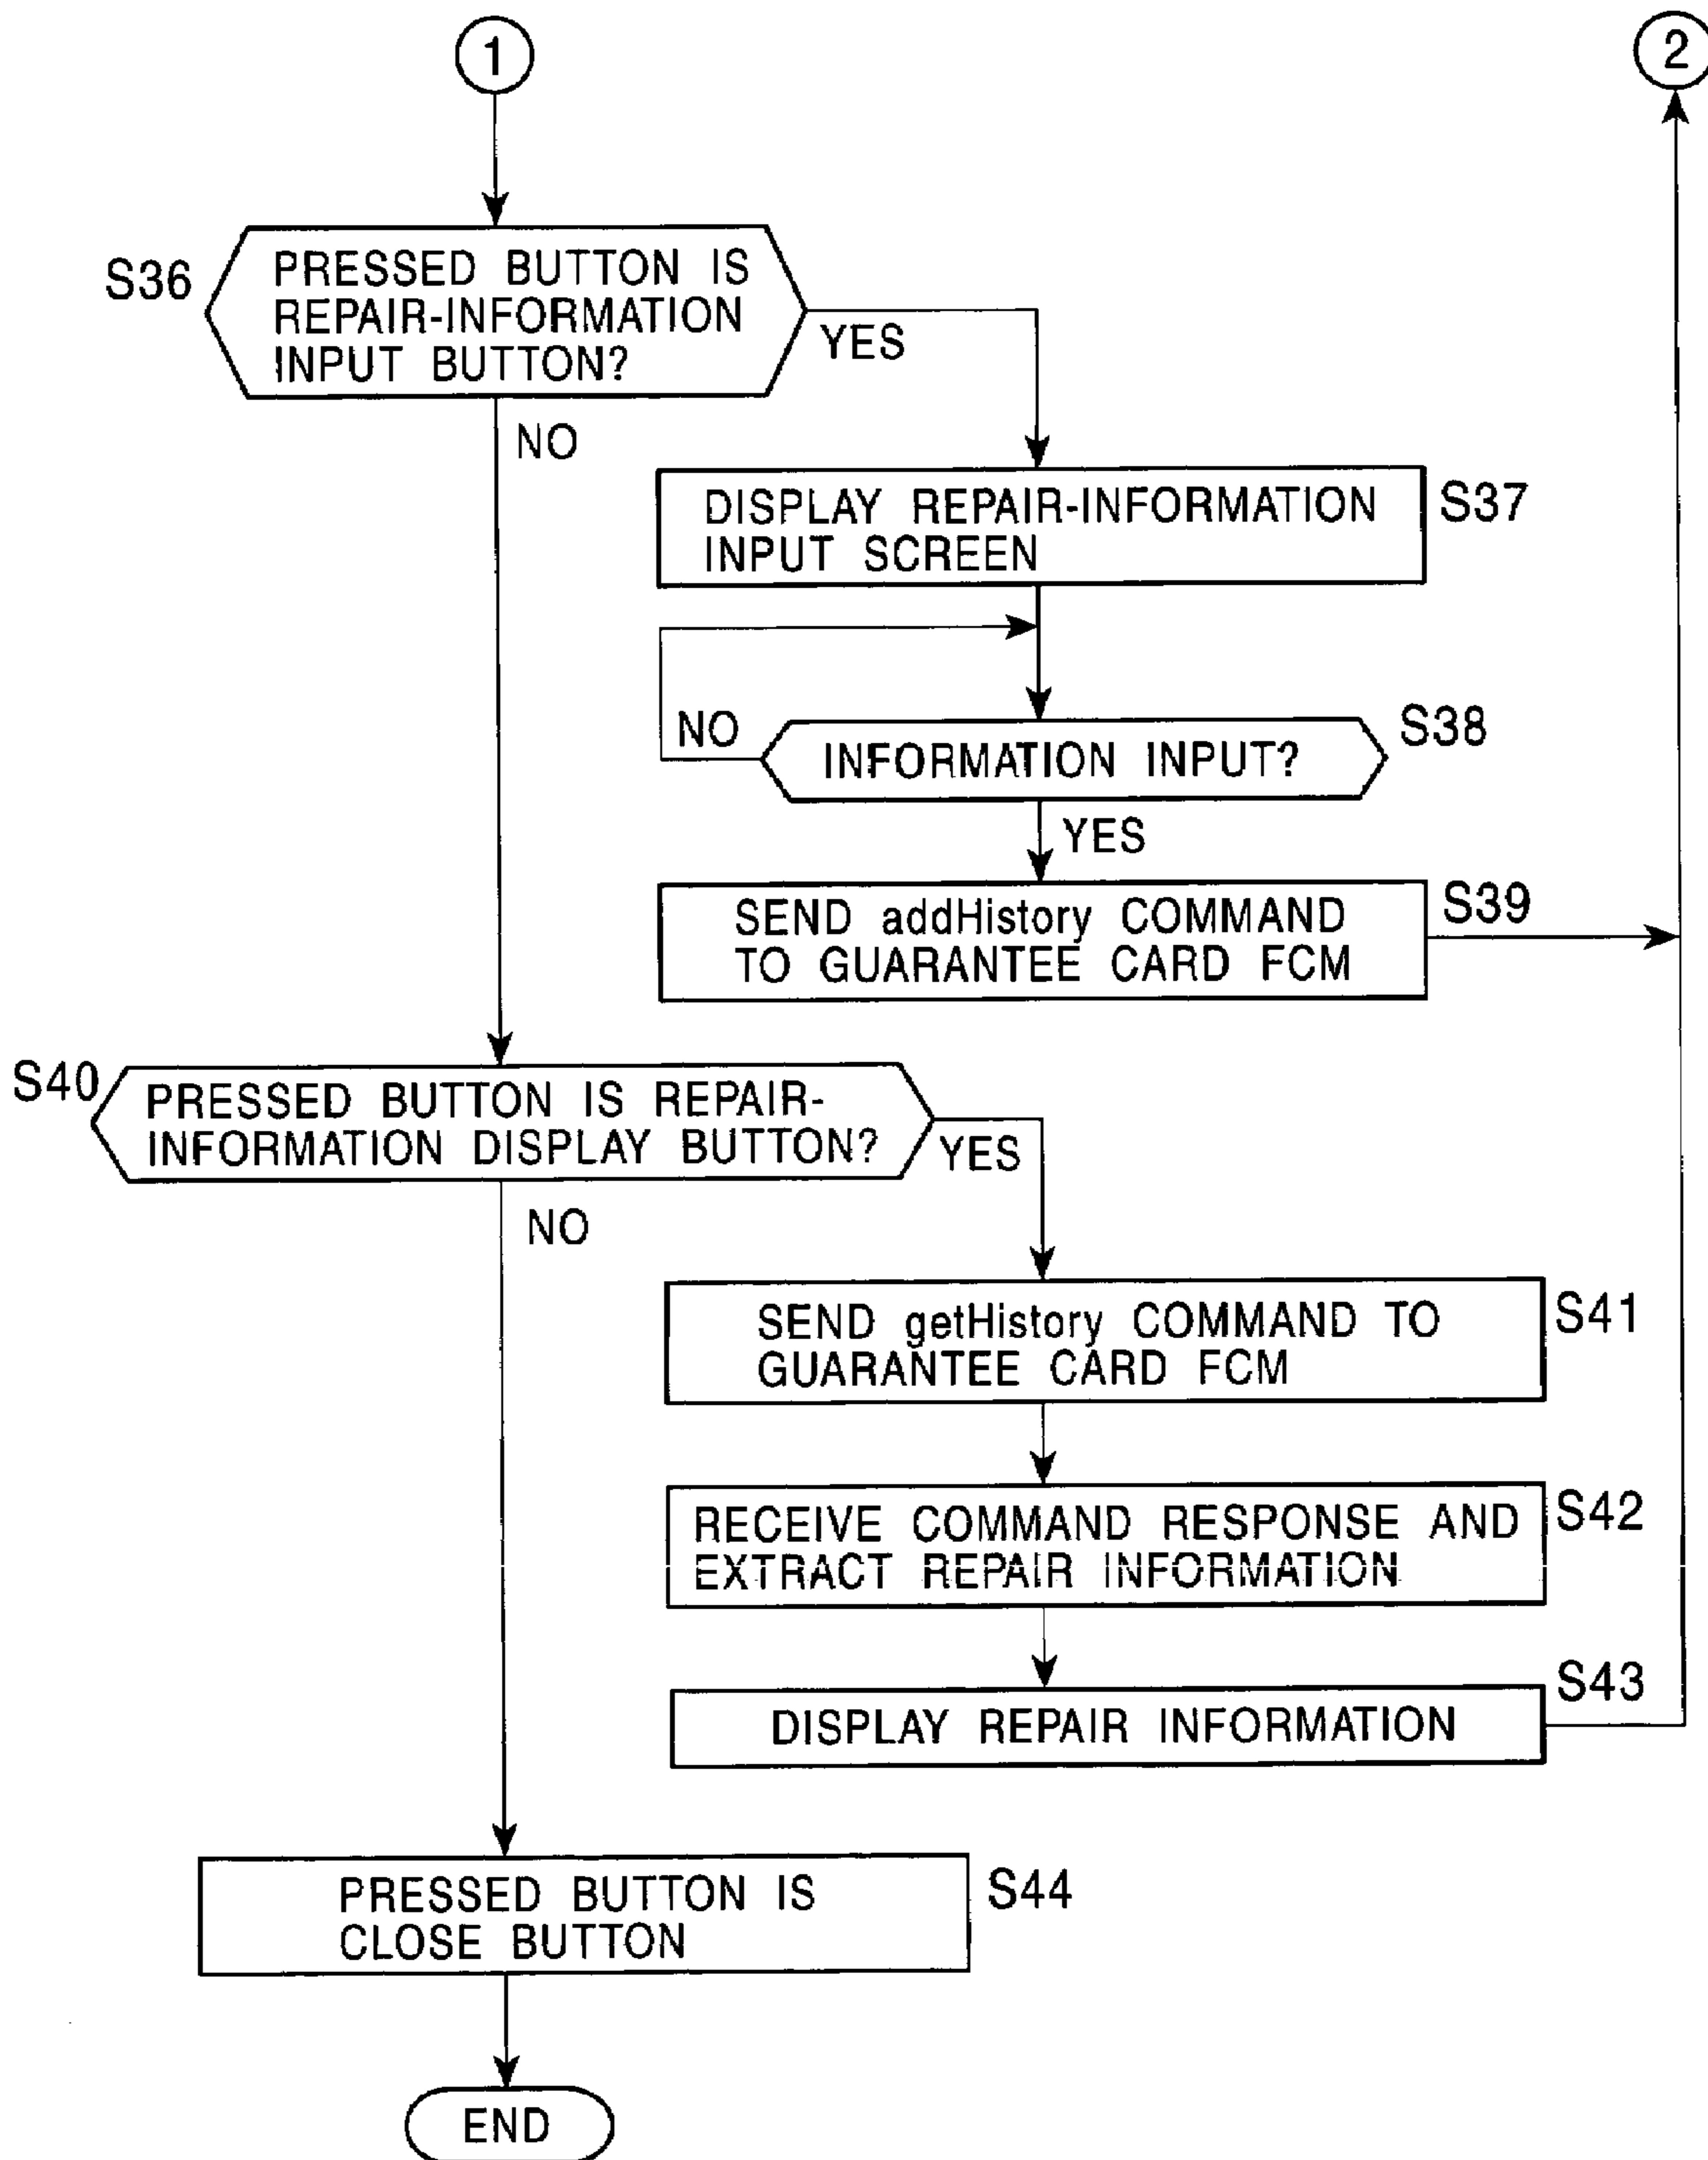 1
2
S36
PRESSED BUTTON IS
REPAIR-INFORMATION
INPUT BUTTON?
YES
NO
DISPLAY REPAIR-INFORMATION
INPUT SCREEN
S37
NO
INFORMATION INPUT?
S38
YES
SEND addHistory COMMAND
TO GUARANTEE CARD FCM
S39
S40
PRESSED BUTTON IS REPAIR-
INFORMATION DISPLAY BUTTON?
YES
NO
SEND getHistory COMMAND TO
GUARANTEE CARD FCM
S41
RECEIVE COMMAND RESPONSE AND
EXTRACT REPAIR INFORMATION
S42
DISPLAY REPAIR INFORMATION
S43
PRESSED BUTTON IS
CLOSE BUTTON
S44
END